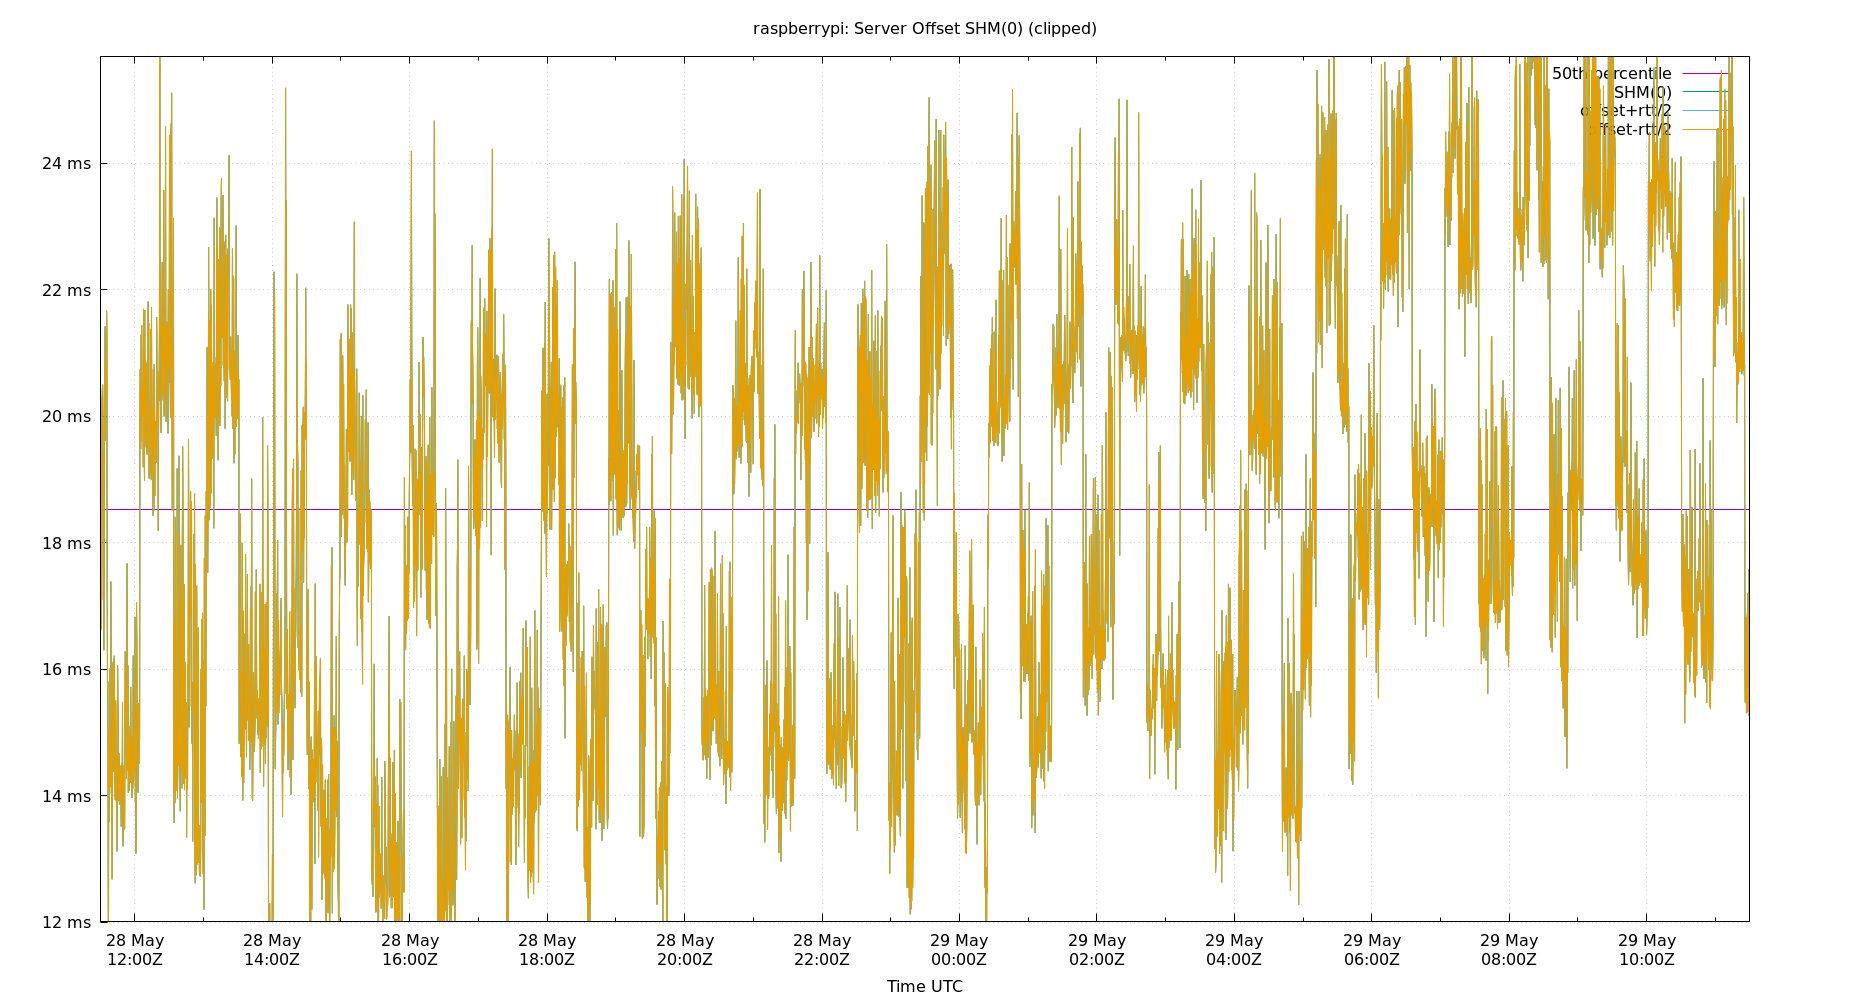 raspberrypi: Server Offset SHM(0) (clipped)
50th percentile
SHM(0)
offset+rtt/2
offset-rtt/2
24 ms
22 ms
20 ms
18 ms
16 ms
14 ms
12 ms
28 May 28 May 28 May 28 May 28 May 28 May 29 May 29 May 29 May 29 May 29 May 29 May
12:00Z 14:00Z 16:00Z 18:00Z 20:00Z 22:00Z 00:00Z 02:00Z 04:00Z 06:00Z 08:00Z 10:00Z
Time UTC